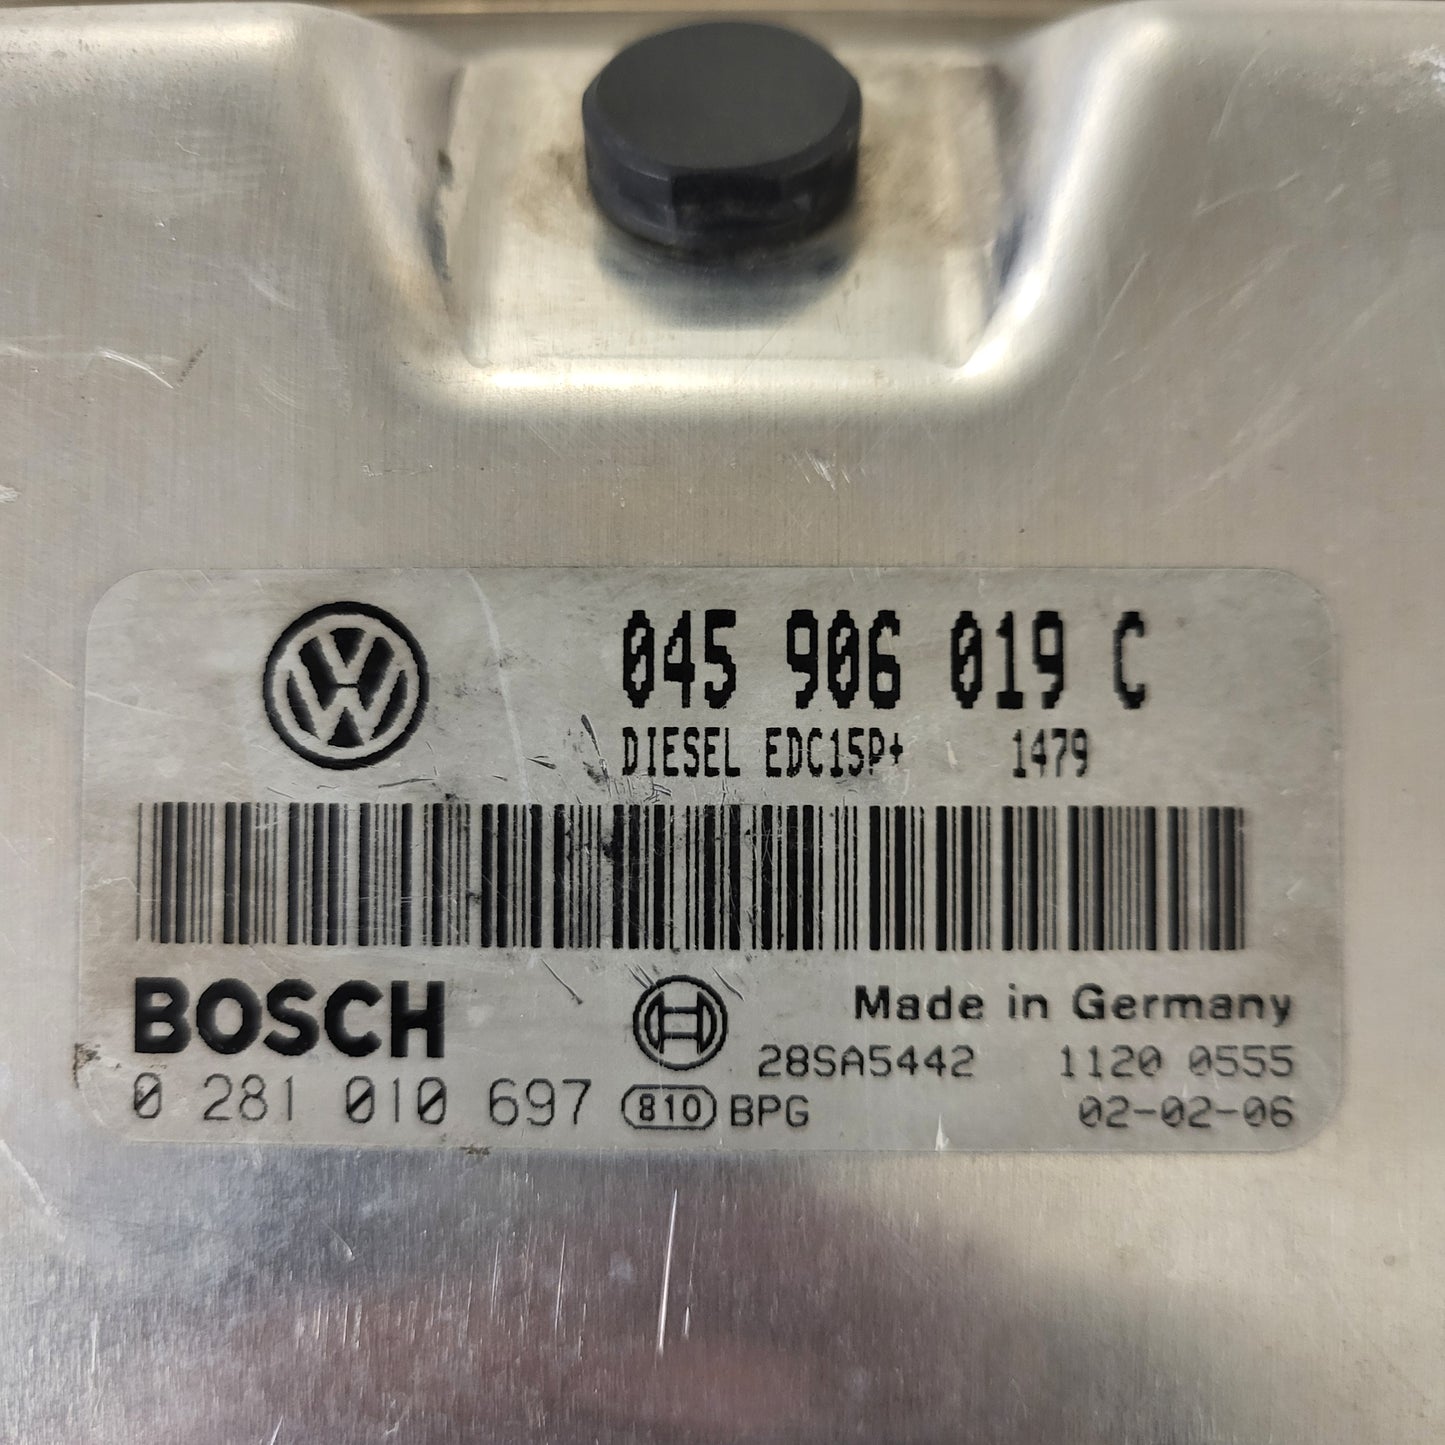 045 906 019 C
DIESEL EDC15P+ 1479
BOSCH
Made in Germany
28SA5442 1120 0555
0 281 010 697 810 BPG 02-02-06